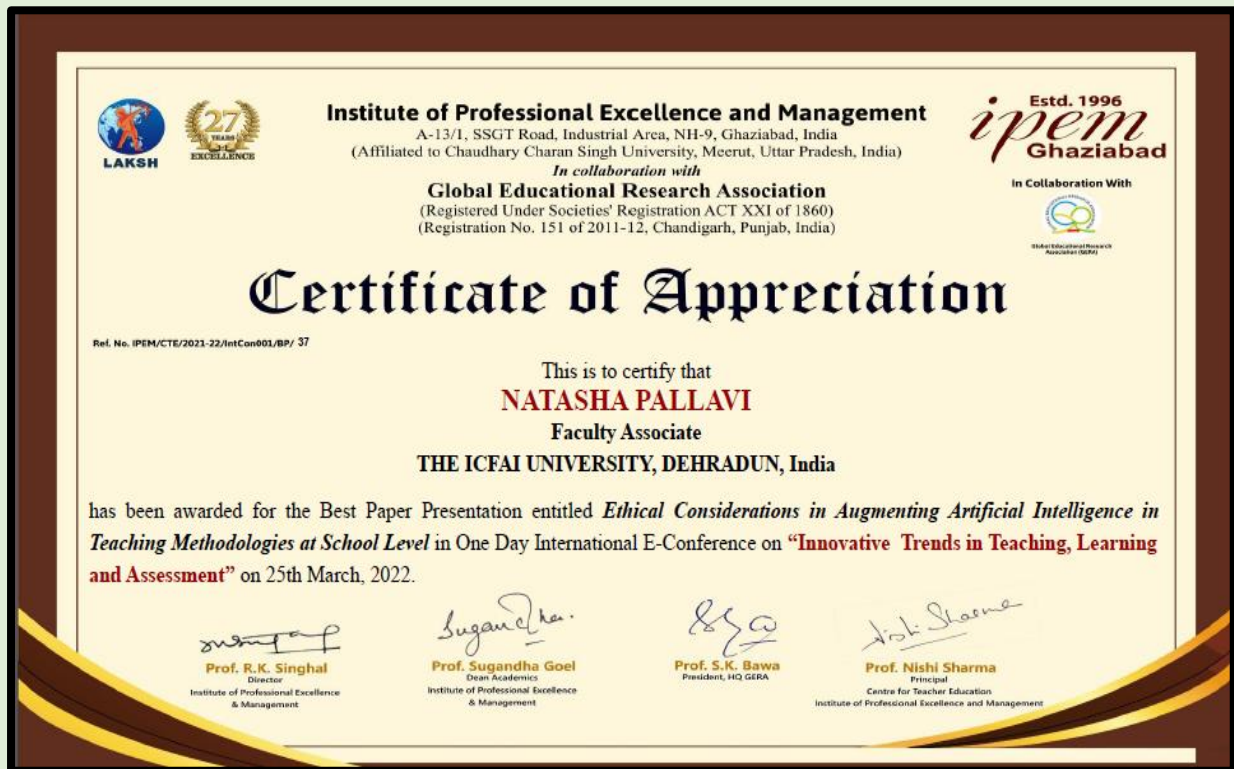 LAKSH
27
YEARS
EXCELLENCE
Institute of Professional Excellence and Management
A-13/1, SSGT Road, Industrial Area, NH-9, Ghaziabad, India
(Affiliated to Chaudhary Charan Singh University, Meerut, Uttar Pradesh, India)
In collaboration with
Global Educational Research Association
(Registered Under Societies' Registration ACT XXI of 1860)
(Registration No. 151 of 2011-12, Chandigarh, Punjab, India)
Estd. 1996
ipem
Ghaziabad
In Collaboration With
Global Educational Research
Association (GERA)
Certificate of Appreciation
Ref. No. IPEM/CTE/2021-22/IntCon001/BP/ 37
This is to certify that
NATASHA PALLAVI
Faculty Associate
THE ICFAI UNIVERSITY, DEHRADUN, India
has been awarded for the Best Paper Presentation entitled Ethical Considerations in Augmenting Artificial Intelligence in
Teaching Methodologies at School Level in One Day International E-Conference on “Innovative Trends in Teaching, Learning
and Assessment” on 25th March, 2022.
Prof. R.K. Singhal
Director
Institute of Professional Excellence
& Management
Prof. Sugandha Goel
Dean Academics
Institute of Professional Excellence
& Management
Prof. S.K. Bawa
President, HQ GERA
Nishi Sharma
Prof. Nishi Sharma
Principal
Centre for Teacher Education
Institute of Professional Excellence and Management